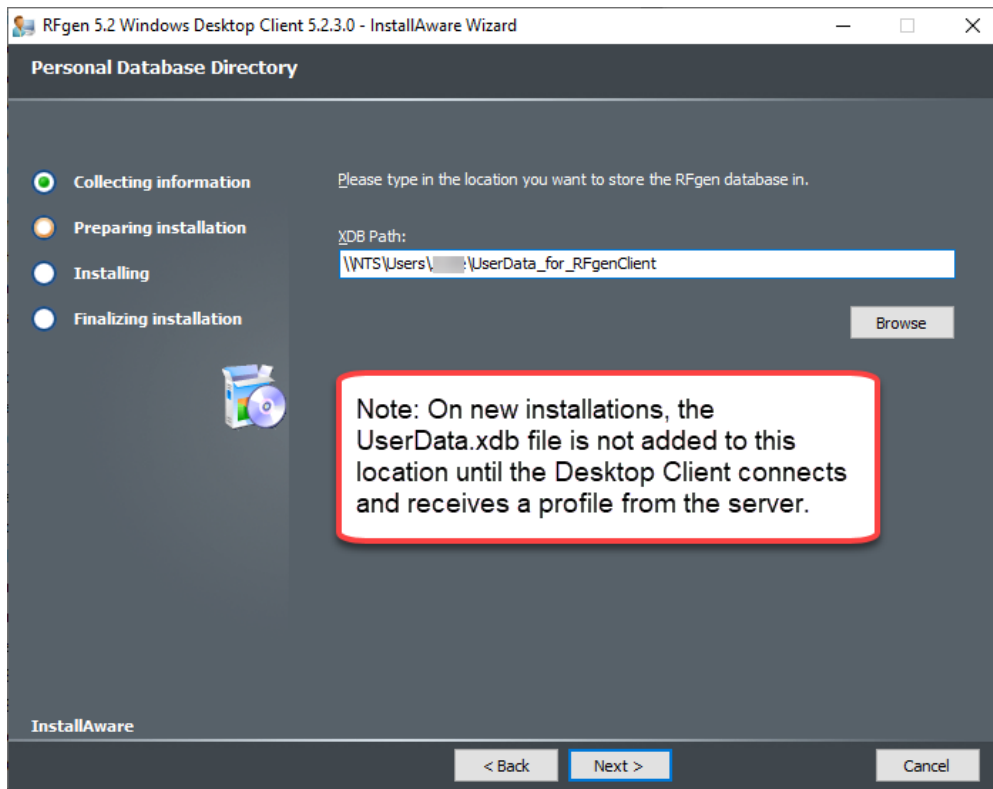 RFgen 5.2 Windows Desktop Client 5.2.3.0 - InstallAware Wizard
Personal Database Directory
Collecting information
Preparing installation
Installing
Finalizing installation
Please type in the location you want to store the RFgen database in.
XDB Path:
\\NTS\Users\ \UserData_for_RFgenClient
Browse
Note: On new installations, the
UserData.xdb file is not added to this
location until the Desktop Client connects
and receives a profile from the server.
InstallAware
< Back
Next >
Cancel